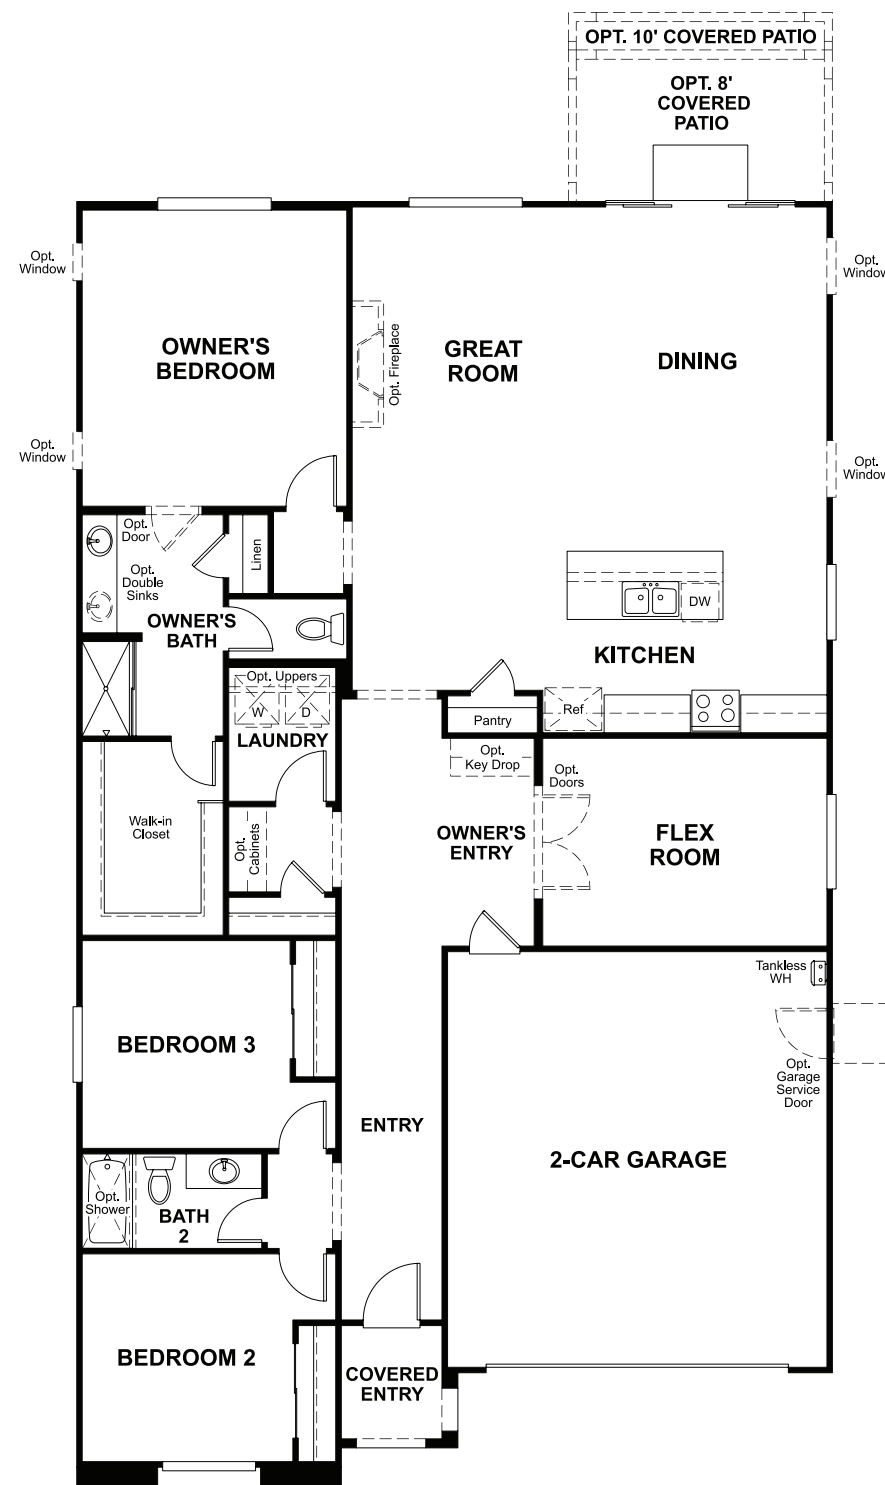 OPT. 10' COVERED PATIO
OPT. 8'
COVERED
PATIO
Opt.
Window
Opt.
Window
OWNER'S
BEDROOM
Opt. Fireplace
GREAT
ROOM
DINING
Opt.
Window
Opt.
Window
Opt.
Door
Linen
Opt.
Double
Sinks
OWNER'S
BATH
DW
KITCHEN
Opt. Uppers
W
D
LAUNDRY
Pantry
Ref
Opt.
Key Drop
Opt.
Doors
Walk-in
Closet
Opt.
Cabinets
OWNER'S
ENTRY
FLEX
ROOM
Tankless
WH
BEDROOM 3
Opt.
Garage
Service
Door
ENTRY
2-CAR GARAGE
Opt.
Shower
BATH
2
BEDROOM 2
COVERED
ENTRY